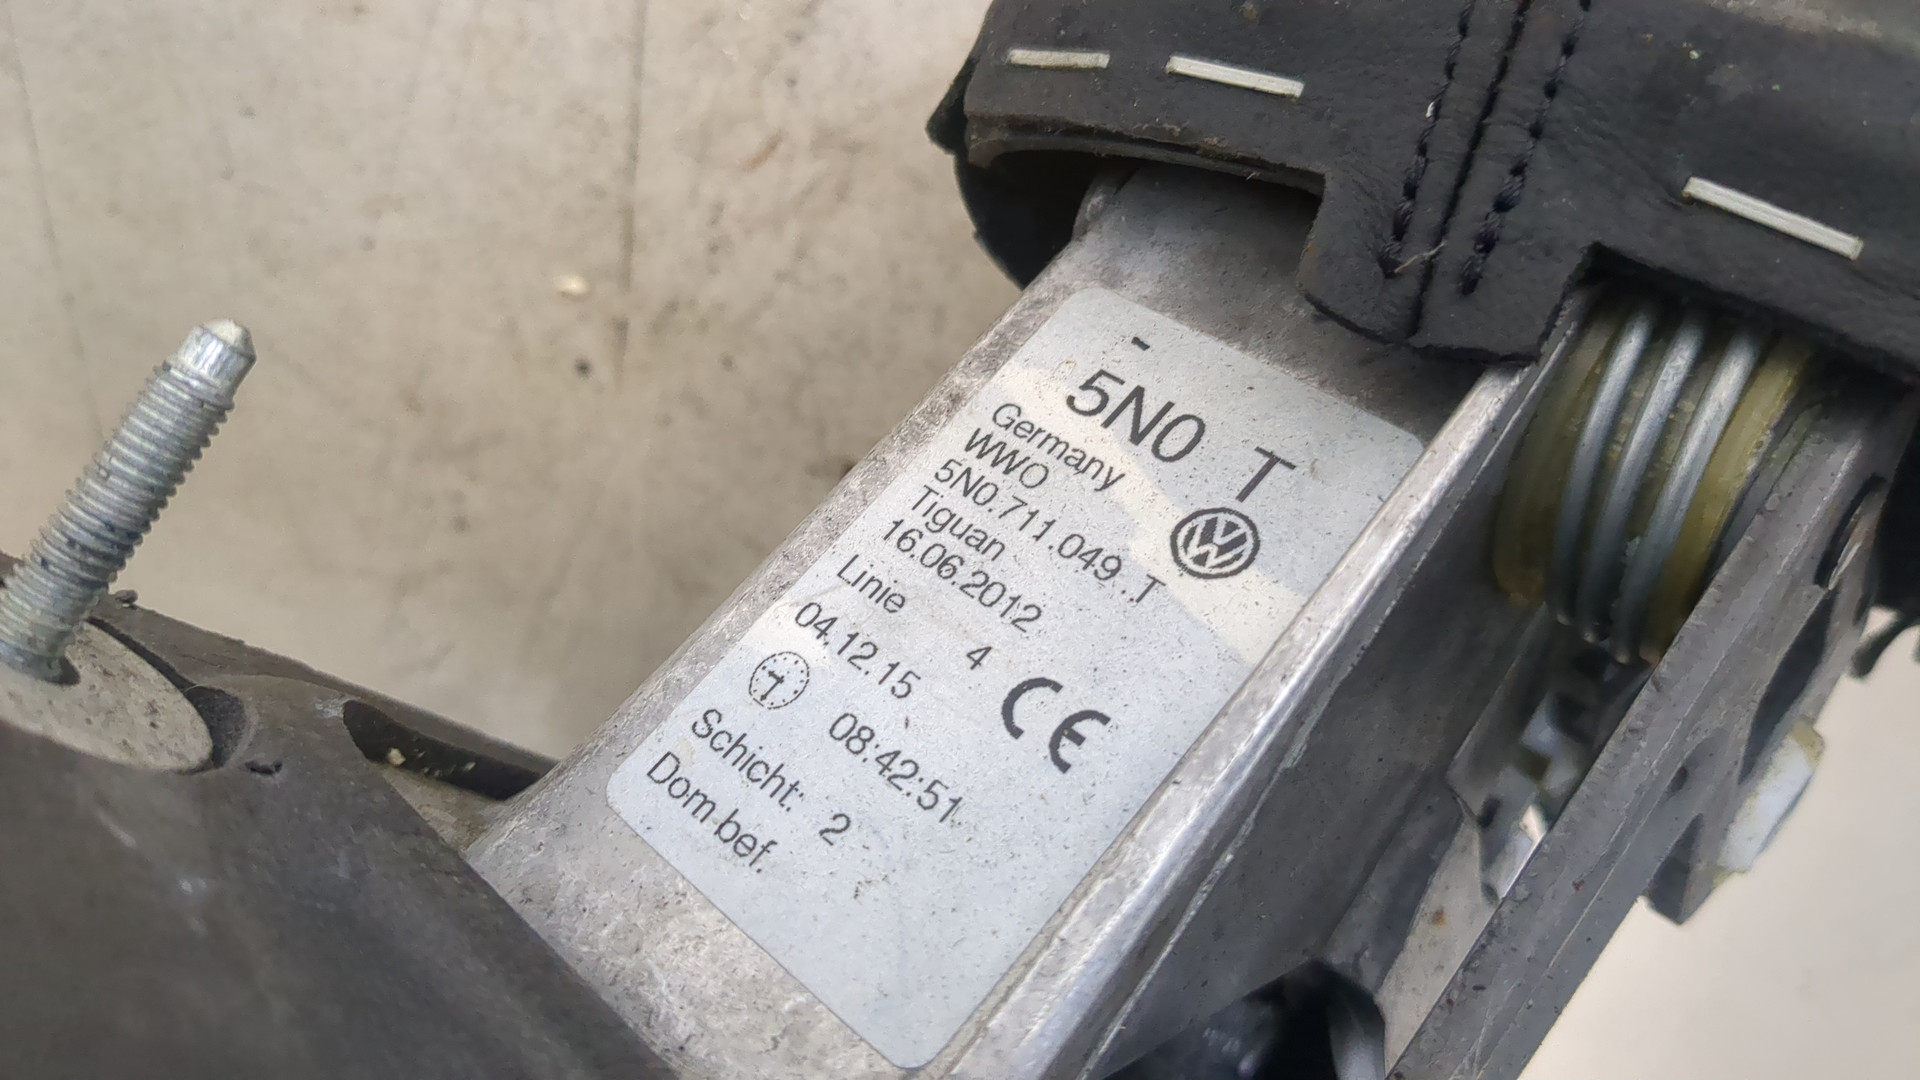 -
5N0 T
Germany
WWO
5N0.711.049 .T
Tiguan
16.06.2012
Linie 4
04.12.15 08:42:51
Schicht: 2
Dom bef.
CE